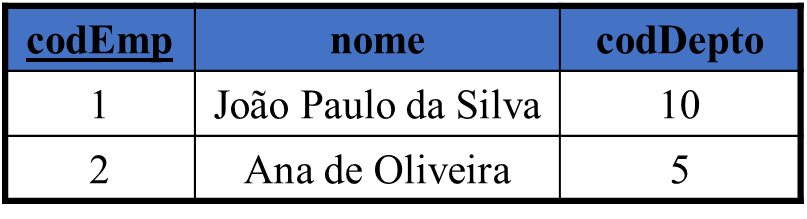 codEmp nome codDepto
1 João Paulo da Silva 10
2 Ana de Oliveira 5